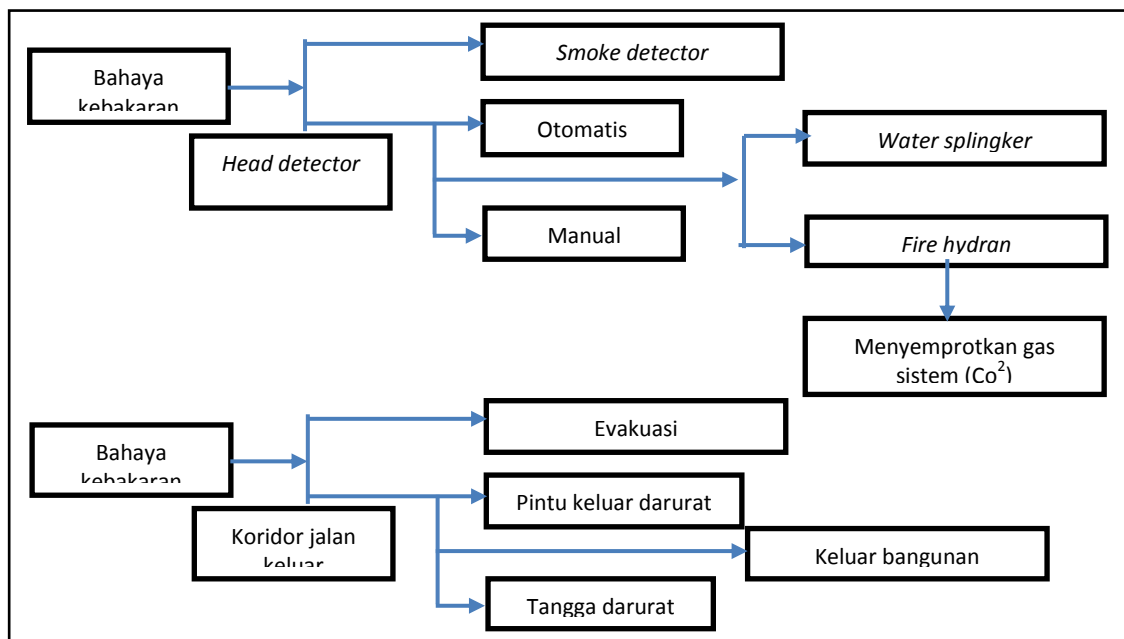 Smoke detector
Bahaya
kebakaran
Otomatis
Water splingker
Head detector
Manual
Fire hydran
Menyemprotkan gas
sistem (Co²)
Evakuasi
Bahaya
kebakaran
Pintu keluar darurat
Koridor jalan
keluar
Keluar bangunan
Tangga darurat